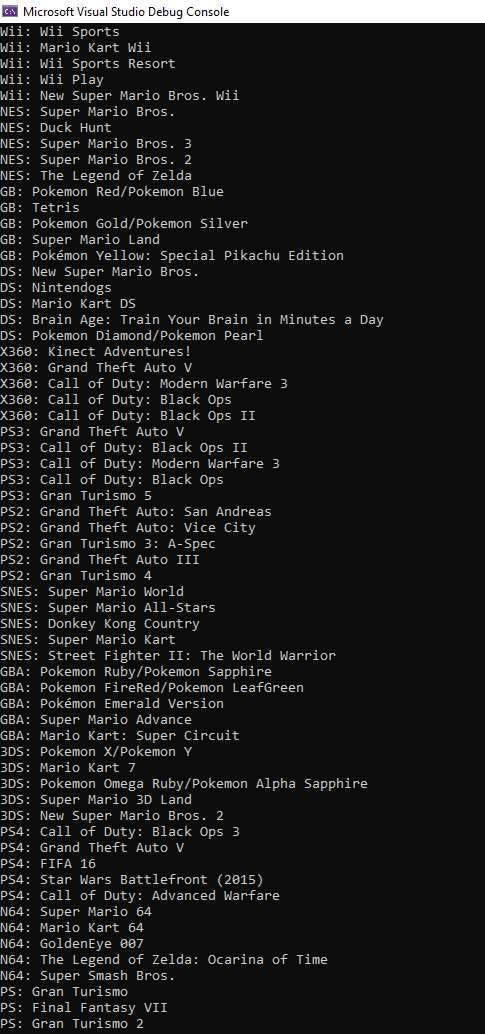 Microsoft Visual Studio Debug Console
Wii: Wii Sports
Wii: Mario Kart Wii
Wii: Wii Sports Resort
Wii: Wii Play
Wii: New Super Mario Bros. Wii
NES: Super Mario Bros.
NES: Duck Hunt
NES: Super Mario Bros. 3
NES: Super Mario Bros. 2
NES: The Legend of Zelda
GB: Pokemon Red/Pokemon Blue
GB: Tetris
GB: Pokemon Gold/Pokemon Silver
GB: Super Mario Land
GB: Pokémon Yellow: Special Pikachu Edition
DS: New Super Mario Bros.
DS: Nintendogs
DS: Mario Kart DS
DS: Brain Age: Train Your Brain in Minutes a Day
DS: Pokemon Diamond/Pokemon Pearl
X360: Kinect Adventures!
X360: Grand Theft Auto V
X360: Call of Duty: Modern Warfare 3
X360: Call of Duty: Black Ops
X360: Call of Duty: Black Ops II
PS3: Grand Theft Auto V
PS3: Call of Duty: Black Ops II
PS3: Call of Duty: Modern Warfare 3
PS3: Call of Duty: Black Ops
PS3: Gran Turismo 5
PS2: Grand Theft Auto: San Andreas
PS2: Grand Theft Auto: Vice City
PS2: Gran Turismo 3: A-Spec
PS2: Grand Theft Auto III
PS2: Gran Turismo 4
SNES: Super Mario World
SNES: Super Mario All-Stars
SNES: Donkey Kong Country
SNES: Super Mario Kart
SNES: Street Fighter II: The World Warrior
GBA: Pokemon Ruby/Pokemon Sapphire
GBA: Pokemon FireRed/Pokemon LeafGreen
GBA: Pokémon Emerald Version
GBA: Super Mario Advance
GBA: Mario Kart: Super Circuit
3DS: Pokemon X/Pokemon Y
3DS: Mario Kart 7
3DS: Pokemon Omega Ruby/Pokemon Alpha Sapphire
3DS: Super Mario 3D Land
3DS: New Super Mario Bros. 2
PS4: Call of Duty: Black Ops 3
PS4: Grand Theft Auto V
PS4: FIFA 16
PS4: Star Wars Battlefront (2015)
PS4: Call of Duty: Advanced Warfare
N64: Super Mario 64
N64: Mario Kart 64
N64: GoldenEye 007
N64: The Legend of Zelda: Ocarina of Time
N64: Super Smash Bros.
PS: Gran Turismo
PS: Final Fantasy VII
PS: Gran Turismo 2